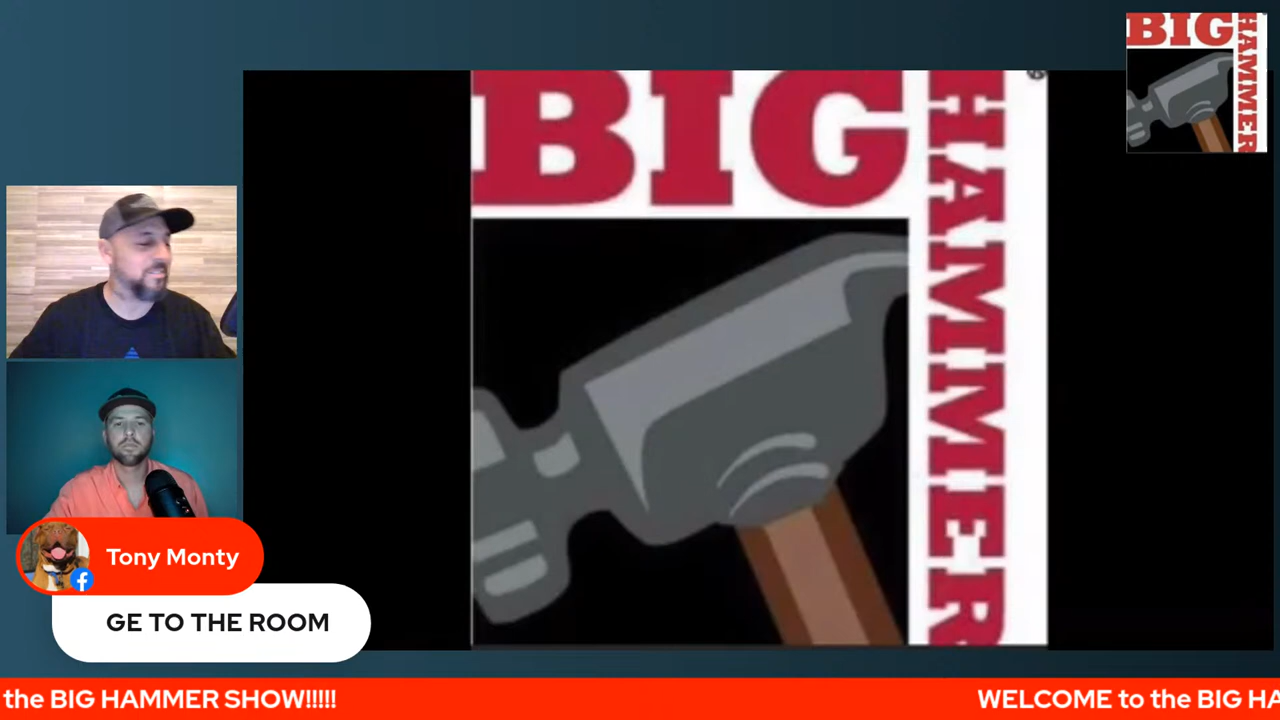 BIG
HAMMER
®
BIG
HAMMER
Tony Monty
GE TO THE ROOM
the BIG HAMMER SHOW!!!!!
WELCOME to the BIG HA